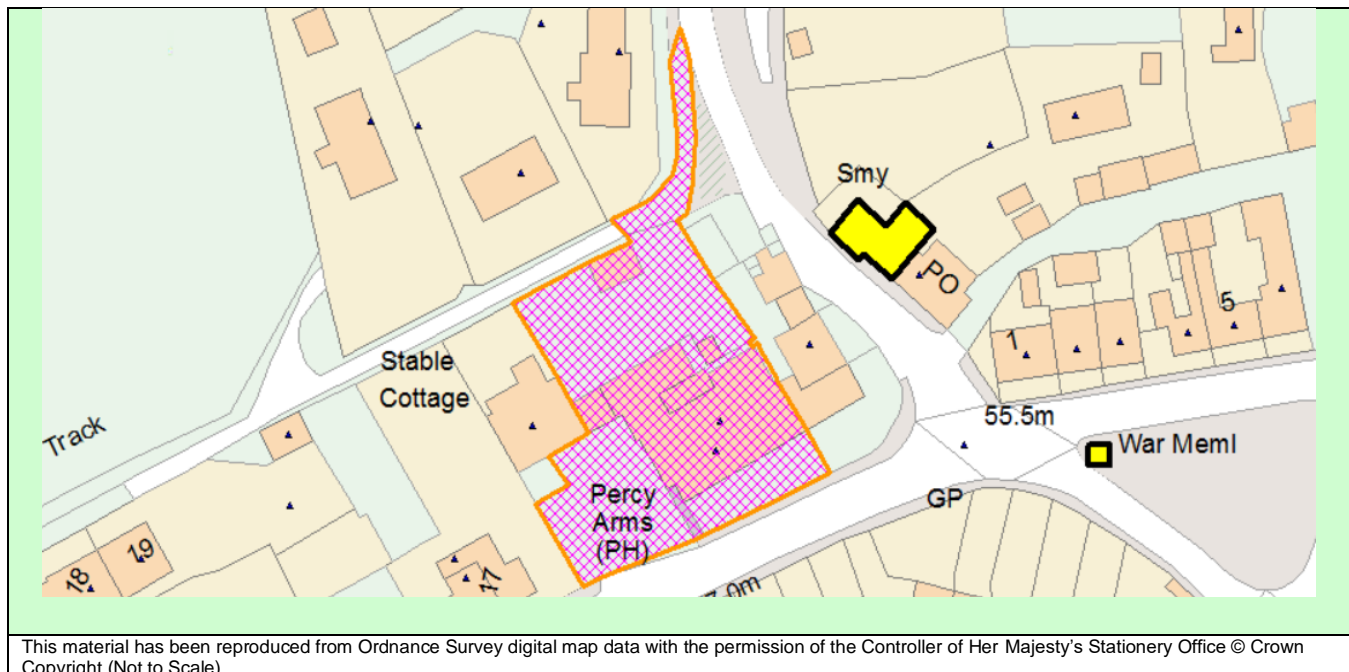 Smy
PO
1
5
Stable
Cottage
55.5m
Track
War Meml
Percy
Arms
(PH)
GP
19
18
17
7.0m
This material has been reproduced from Ordnance Survey digital map data with the permission of the Controller of Her Majesty's Stationery Office © Crown
Copyright (Not to Scale)